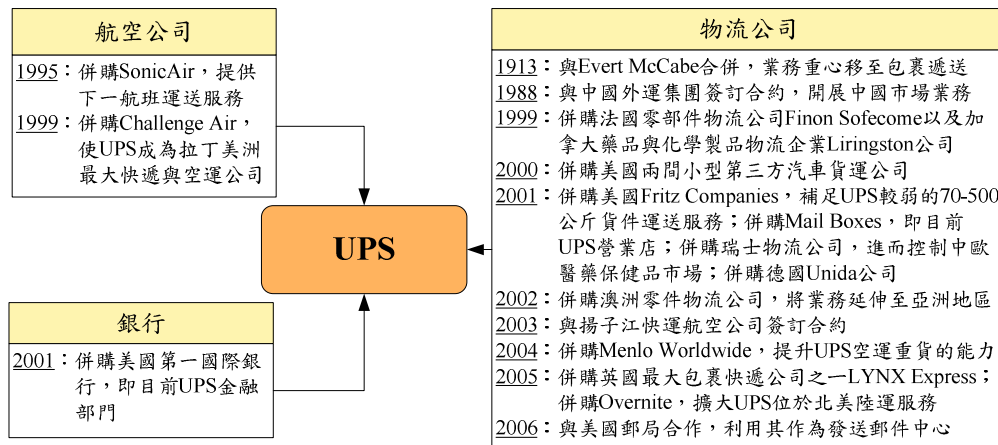 航空公司
1995：併購SonicAir，提供
下一航班運送服務
1999：併購Challenge Air，
使UPS成為拉丁美洲
最大快遞與空運公司
UPS
銀行
2001：併購美國第一國際銀
行，即目前UPS金融
部門
物流公司
1913：與Evert McCabe合併，業務重心移至包裹遞送
1988：與中國外運集團簽訂合約，開展中國市場業務
1999：併購法國零部件物流公司Finon Sofecome以及加
拿大藥品與化學製品物流企業Liringston公司
2000：併購美國兩間小型第三方汽車貨運公司
2001：併購美國Fritz Companies，補足UPS較弱的70-500
公斤貨件運送服務；併購Mail Boxes，即目前
UPS營業店；併購瑞士物流公司，進而控制中歐
醫藥保健品市場；併購德國Unida公司
2002：併購澳洲零件物流公司，將業務延伸至亞洲地區
2003：與揚子江快運航空公司簽訂合約
2004：併購Menlo Worldwide，提升UPS空運重貨的能力
2005：併購英國最大包裹快遞公司之一LYNX Express；
併購Overnite，擴大UPS位於北美陸運服務
2006：與美國郵局合作，利用其作為發送郵件中心